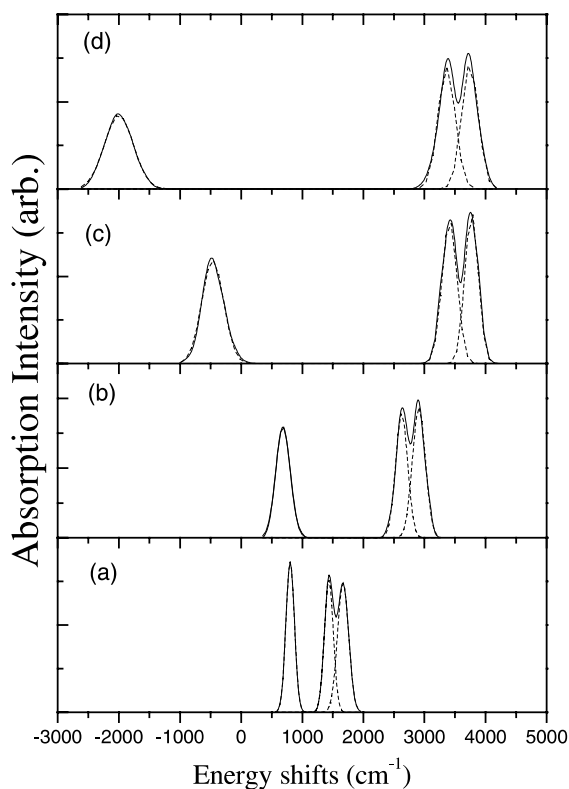 (d)
(c)
(b)
(a)
Absorption Intensity (arb.)
-3000 -2000 -1000 0 1000 2000 3000 4000 5000
Energy shifts (cm⁻¹)